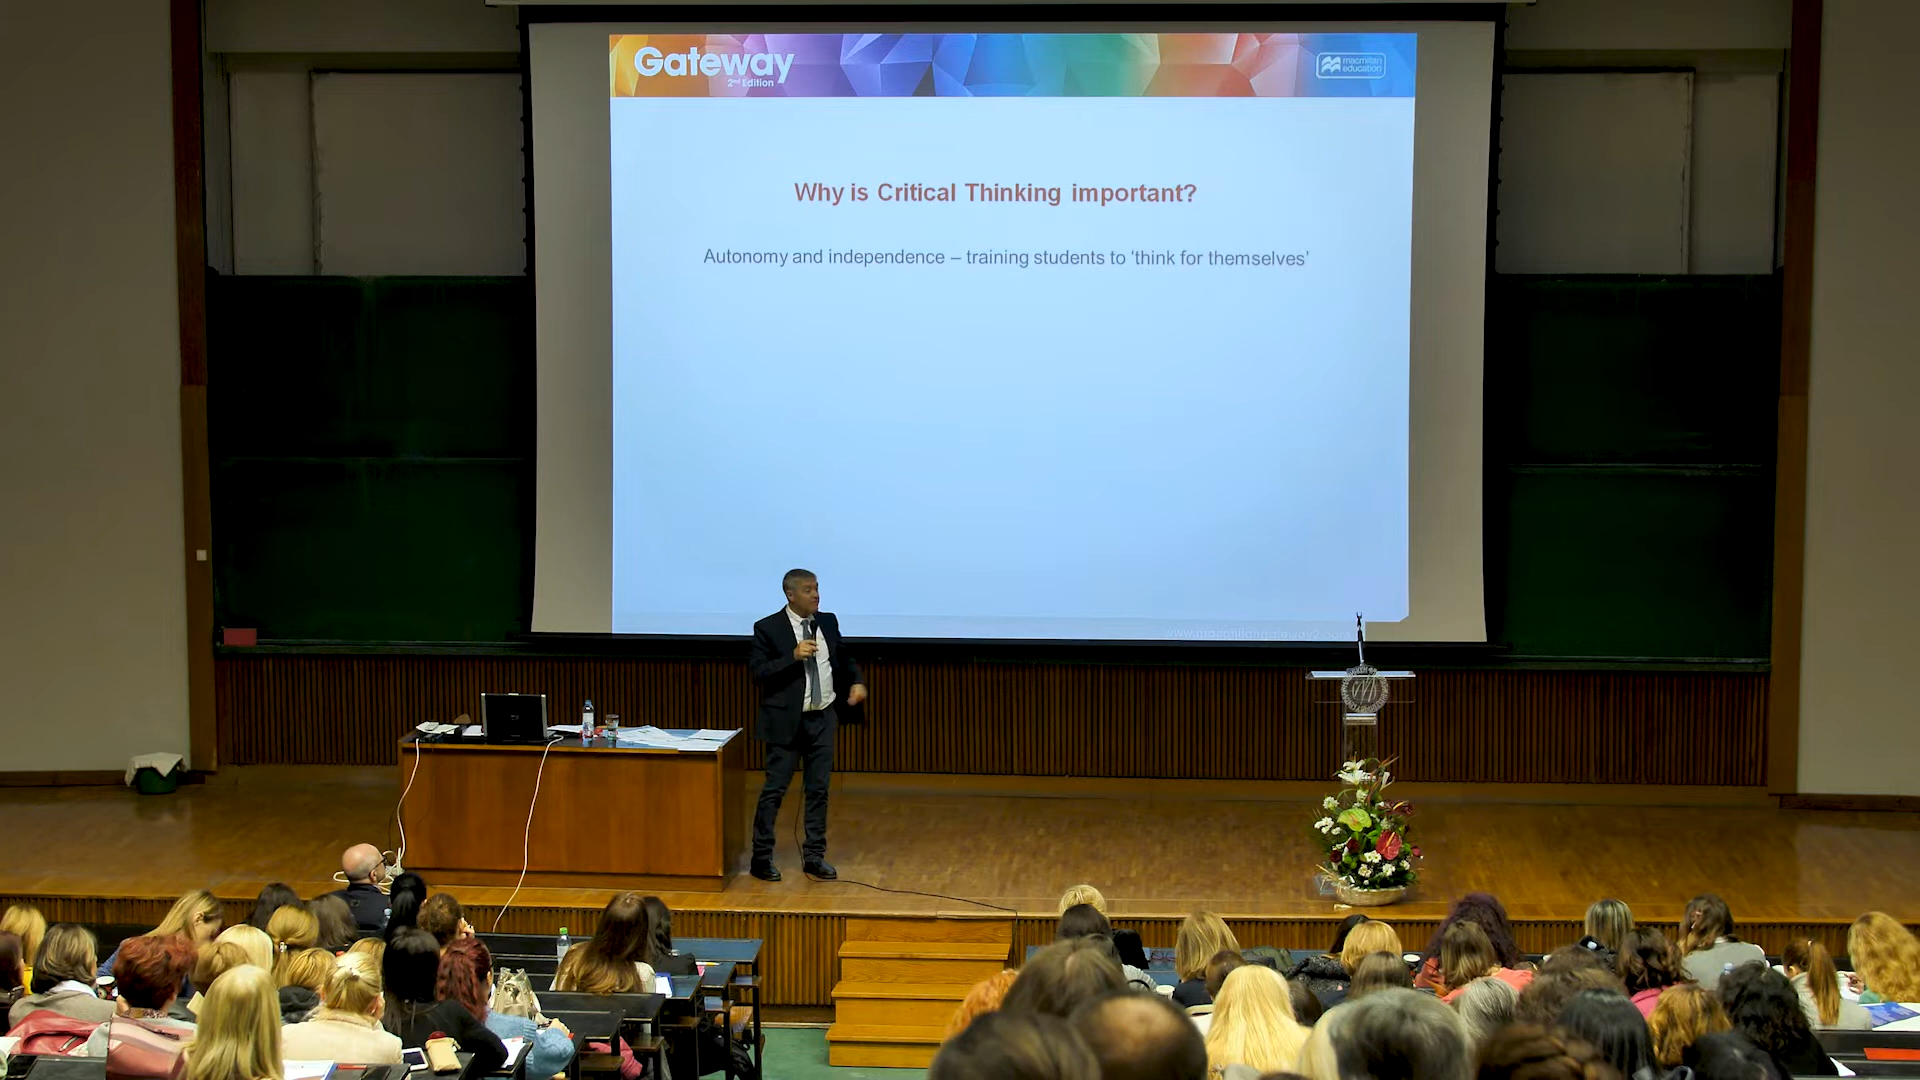 Gateway
2nd Edition
macmillan
education
Why is Critical Thinking important?
Autonomy and independence – training students to 'think for themselves'